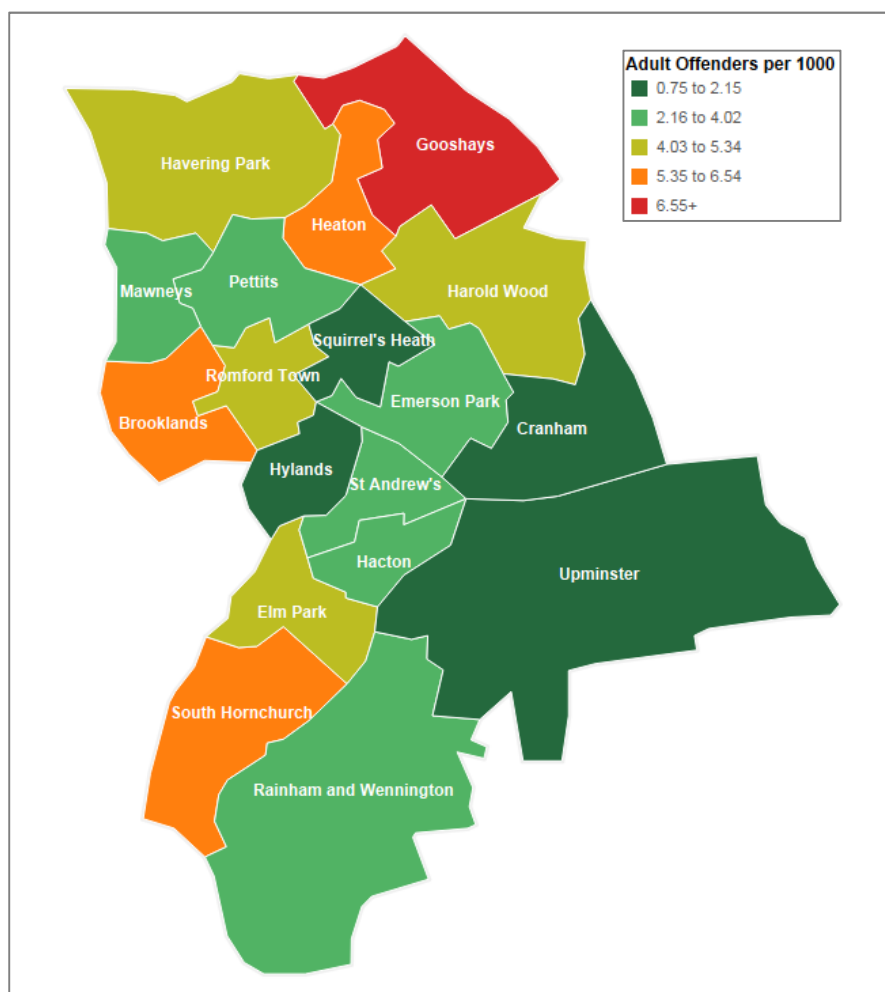 Adult Offenders per 1000
0.75 to 2.15
2.16 to 4.02
4.03 to 5.34
5.35 to 6.54
6.55+
Gooshays
Havering Park
Heaton
Pettits
Mawneys
Harold Wood
Squirrel's Heath
Romford Town
Emerson Park
Brooklands
Cranham
Hylands
St Andrew's
Hacton
Upminster
Elm Park
South Hornchurch
Rainham and Wennington